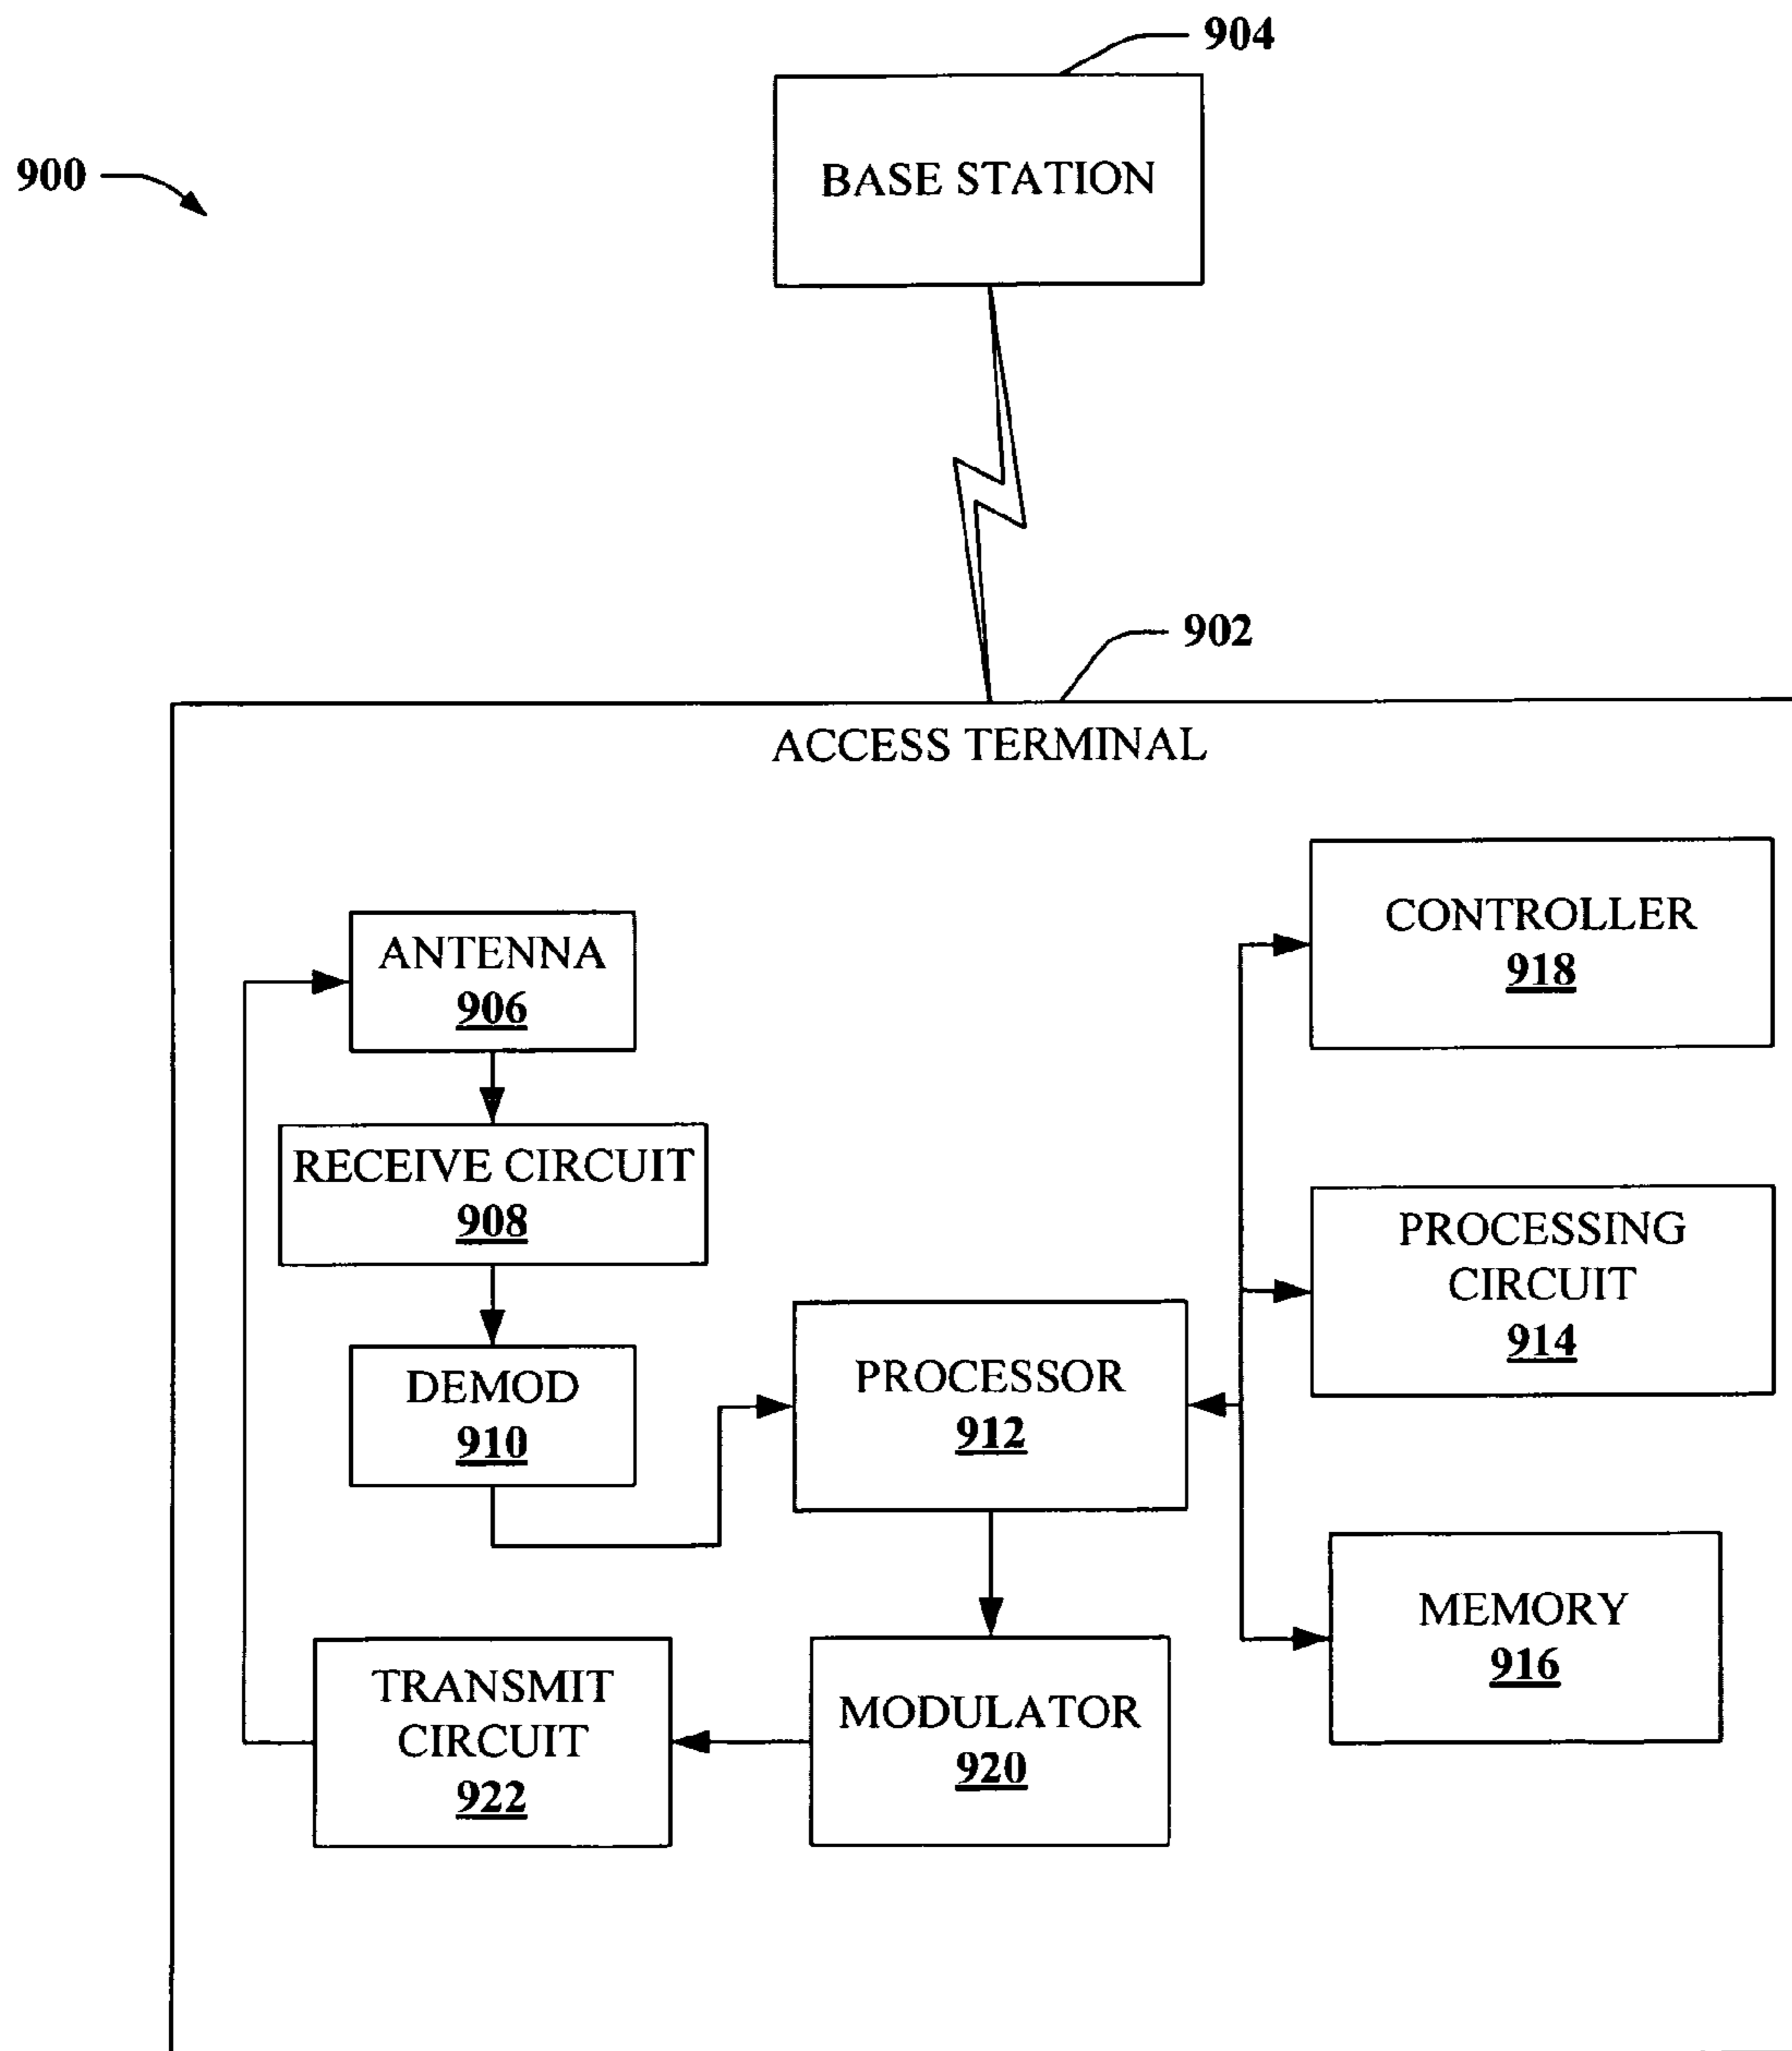 904
900
BASE STATION
902
ACCESS TERMINAL
CONTROLLER
918
ANTENNA
906
RECEIVE CIRCUIT
908
PROCESSING
CIRCUIT
914
DEMOD
910
PROCESSOR
912
MEMORY
916
TRANSMIT
CIRCUIT
922
MODULATOR
920